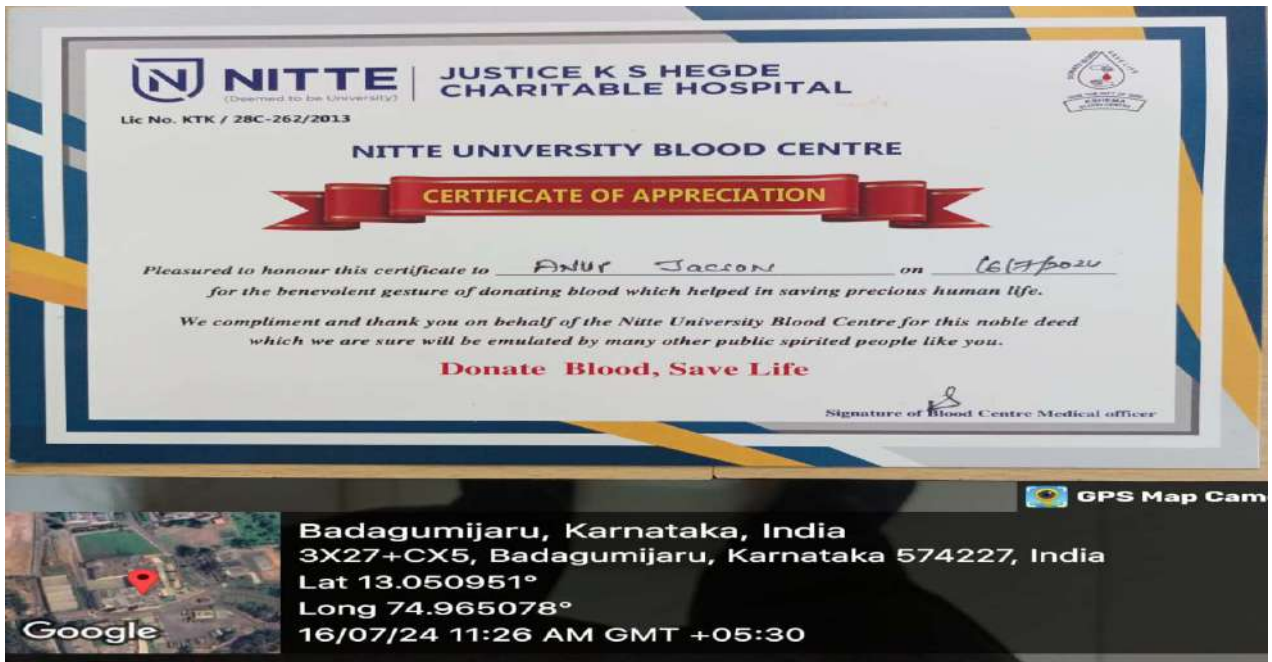 N NITTE
(Deemed to be University)
JUSTICE K S HEGDE
CHARITABLE HOSPITAL
Lic No. KTK / 28C-262/2013
NITTE UNIVERSITY BLOOD CENTRE
CERTIFICATE OF APPRECIATION
Pleasured to honour this certificate to Anur Jacson on 16/7/2024
for the benevolent gesture of donating blood which helped in saving precious human life.
We compliment and thank you on behalf of the Nitte University Blood Centre for this noble deed
which we are sure will be emulated by many other public spirited people like you.
Donate Blood, Save Life
Signature of Blood Centre Medical officer
GPS Map Cam
Badagumijaru, Karnataka, India
3X27+CX5, Badagumijaru, Karnataka 574227, India
Lat 13.050951°
Long 74.965078°
16/07/24 11:26 AM GMT +05:30
Google